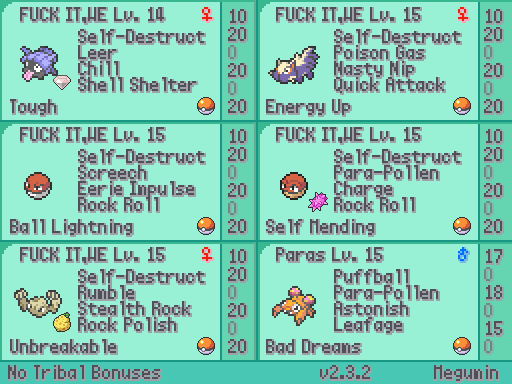 FUCK IT,WE Lv. 14 ♀ 10
Self-Destruct 20
Leer 0
Chill 20
Shell Shelter 0
Tough 20
FUCK IT,WE Lv. 15 ♀ 10
Self-Destruct 20
Poison Gas 0
Nasty Nip 20
Quick Attack 0
Energy Up 20
FUCK IT,WE Lv. 15 10
Self-Destruct 20
Screech 0
Eerie Impulse 20
Rock Roll 0
Ball Lightning 20
FUCK IT,WE Lv. 15 10
Self-Destruct 20
Para-Pollen 0
Charge 20
Rock Roll 0
Self Mending 20
FUCK IT,WE Lv. 15 ♀ 10
Self-Destruct 20
Rumble 0
Stealth Rock 20
Rock Polish 0
Unbreakable 20
Paras Lv. 15 ♂ 17
Puffball 0
Para-Pollen 18
Astonish 0
Leafage 15
Bad Dreams 0
No Tribal Bonuses v2.3.2 Megumin